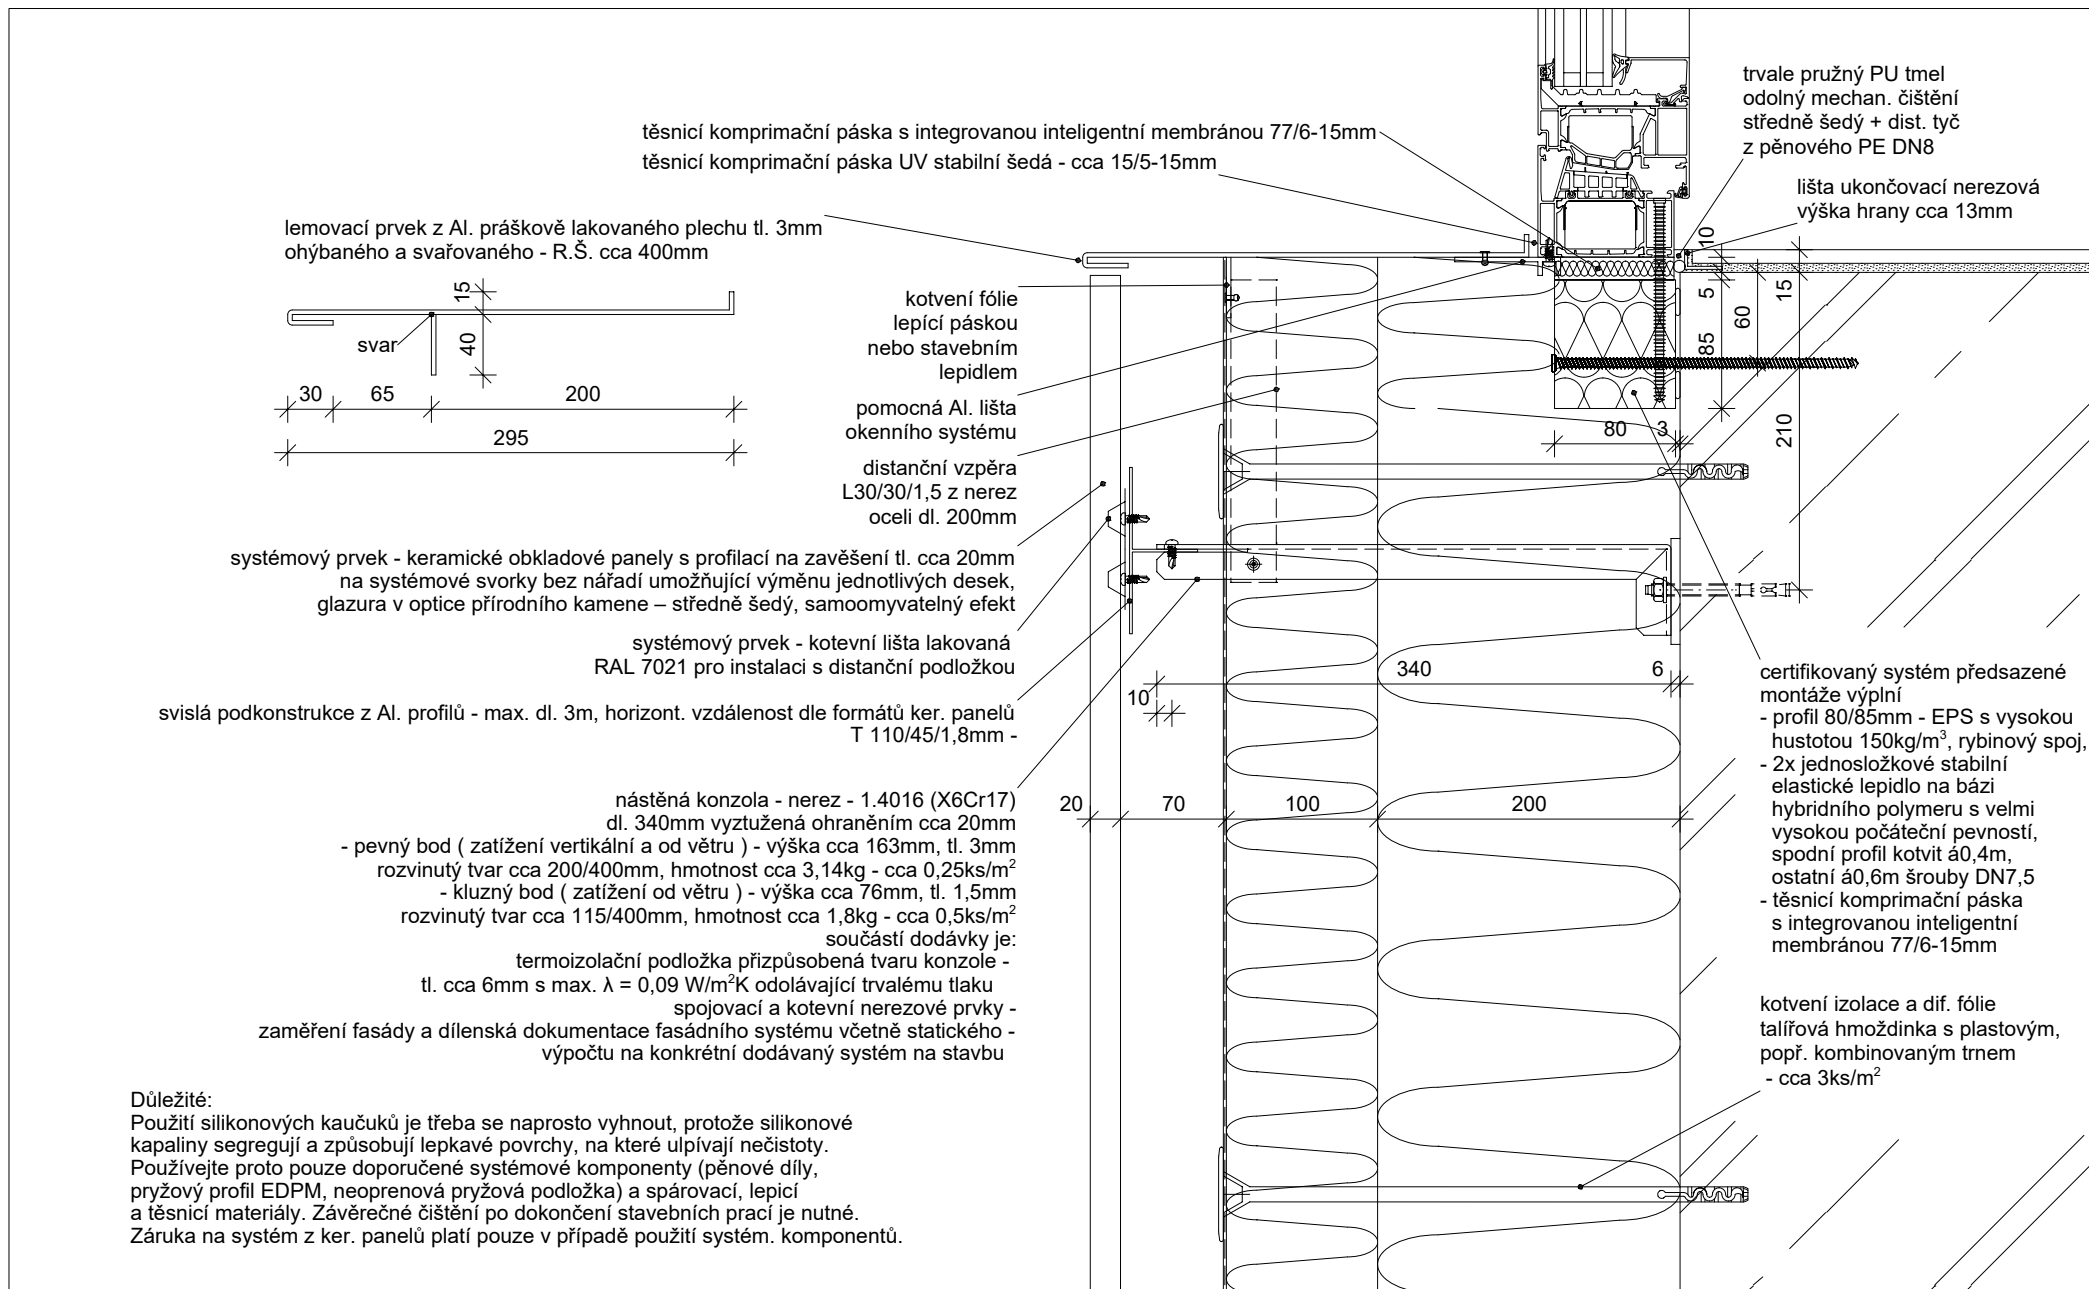 trvale pružný PU tmel
odolný mechan. čištění
středně šedý + dist. tyč
z pěnového PE DN8
těsnicí komprimační páska s integrovanou inteligentní membránou 77/6-15mm
těsnicí komprimační páska UV stabilní šedá - cca 15/5-15mm
lišta ukončovací nerezová
výška hrany cca 13mm
lemovací prvek z Al. práškově lakovaného plechu tl. 3mm
ohýbaného a svařovaného - R.Š. cca 400mm
15
svar
40
30
65
200
295
10
5
15
60
85
80
3
210
kotvení fólie
lepící páskou
nebo stavebním
lepidlem
pomocná Al. lišta
okenního systému
distanční vzpěra
L30/30/1,5 z nerez
oceli dl. 200mm
systémový prvek - keramické obkladové panely s profilací na zavěšení tl. cca 20mm
na systémové svorky bez nářadí umožňující výměnu jednotlivých desek,
glazura v optice přírodního kamene – středně šedý, samoomyvatelný efekt
systémový prvek - kotevní lišta lakovaná
RAL 7021 pro instalaci s distanční podložkou
svislá podkonstrukce z Al. profilů - max. dl. 3m, horizont. vzdálenost dle formátů ker. panelů
T 110/45/1,8mm -
340
6
10
20
70
100
200
nástěná konzola - nerez - 1.4016 (X6Cr17)
dl. 340mm vyztužená ohraněním cca 20mm
- pevný bod ( zatížení vertikální a od větru ) - výška cca 163mm, tl. 3mm
rozvinutý tvar cca 200/400mm, hmotnost cca 3,14kg - cca 0,25ks/m²
- kluzný bod ( zatížení od větru ) - výška cca 76mm, tl. 1,5mm
rozvinutý tvar cca 115/400mm, hmotnost cca 1,8kg - cca 0,5ks/m²
součástí dodávky je:
termoizolační podložka přizpůsobená tvaru konzole -
tl. cca 6mm s max. λ = 0,09 W/m²K odolávající trvalému tlaku
spojovací a kotevní nerezové prvky -
zaměření fasády a dílenská dokumentace fasádního systému včetně statického -
výpočtu na konkrétní dodávaný systém na stavbu
certifikovaný systém předsazené
montáže výplní
- profil 80/85mm - EPS s vysokou
hustotou 150kg/m³, rybinový spoj,
- 2x jednosložkové stabilní
elastické lepidlo na bázi
hybridního polymeru s velmi
vysokou počáteční pevností,
spodní profil kotvit á0,4m,
ostatní á0,6m šrouby DN7,5
- těsnicí komprimační páska
s integrovanou inteligentní
membránou 77/6-15mm
kotvení izolace a dif. fólie
talířová hmoždinka s plastovým,
popř. kombinovaným trnem
- cca 3ks/m²
Důležité:
Použití silikonových kaučuků je třeba se naprosto vyhnout, protože silikonové
kapaliny segregují a způsobují lepkavé povrchy, na které ulpívají nečistoty.
Používejte proto pouze doporučené systémové komponenty (pěnové díly,
pryžový profil EDPM, neoprenová pryžová podložka) a spárovací, lepicí
a těsnicí materiály. Závěrečné čištění po dokončení stavebních prací je nutné.
Záruka na systém z ker. panelů platí pouze v případě použití systém. komponentů.